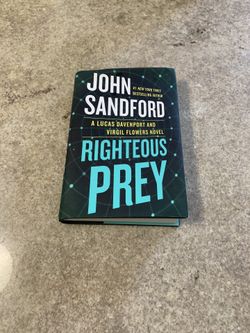 JOHN
#1 NEW YORK TIMES
BESTSELLING AUTHOR
SANDFORD
A LUCAS DAVENPORT AND
VIRGIL FLOWERS NOVEL
RIGHTEOUS
PREY